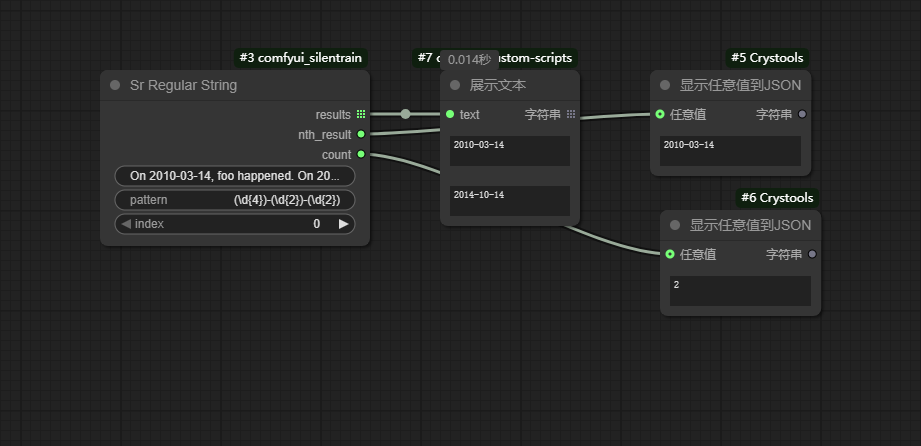 #3 comfyui_silentrain
Sr Regular String
results
nth_result
count
On 2010-03-14, foo happened. On 20...
pattern (\d{4})-(\d{2})-(\d{2})
index 0
#7 ustom-scripts
0.014秒
展示文本
text 字符串
2010-03-14
2014-10-14
#5 Crystools
显示任意值到JSON
任意值 字符串
2010-03-14
#6 Crystools
显示任意值到JSON
任意值 字符串
2